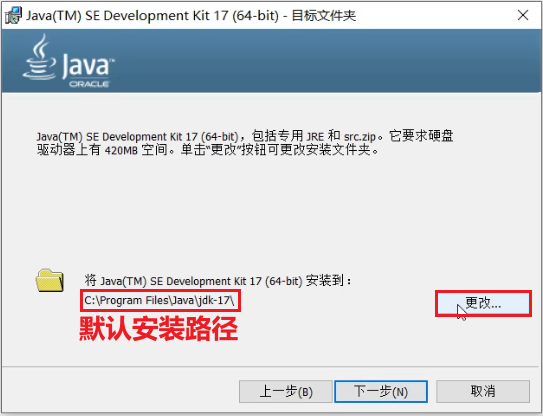 Java(TM) SE Development Kit 17 (64-bit) - 目标文件夹
Java™
ORACLE
Java(TM) SE Development Kit 17 (64-bit)，包括专用 JRE 和 src.zip。它要求硬盘
驱动器上有 420MB 空间。单击“更改”按钮可更改安装文件夹。
将 Java(TM) SE Development Kit 17 (64-bit) 安装到：
C:\Program Files\Java\jdk-17\
更改...
默认安装路径
上一步(B)
下一步(N)
取消